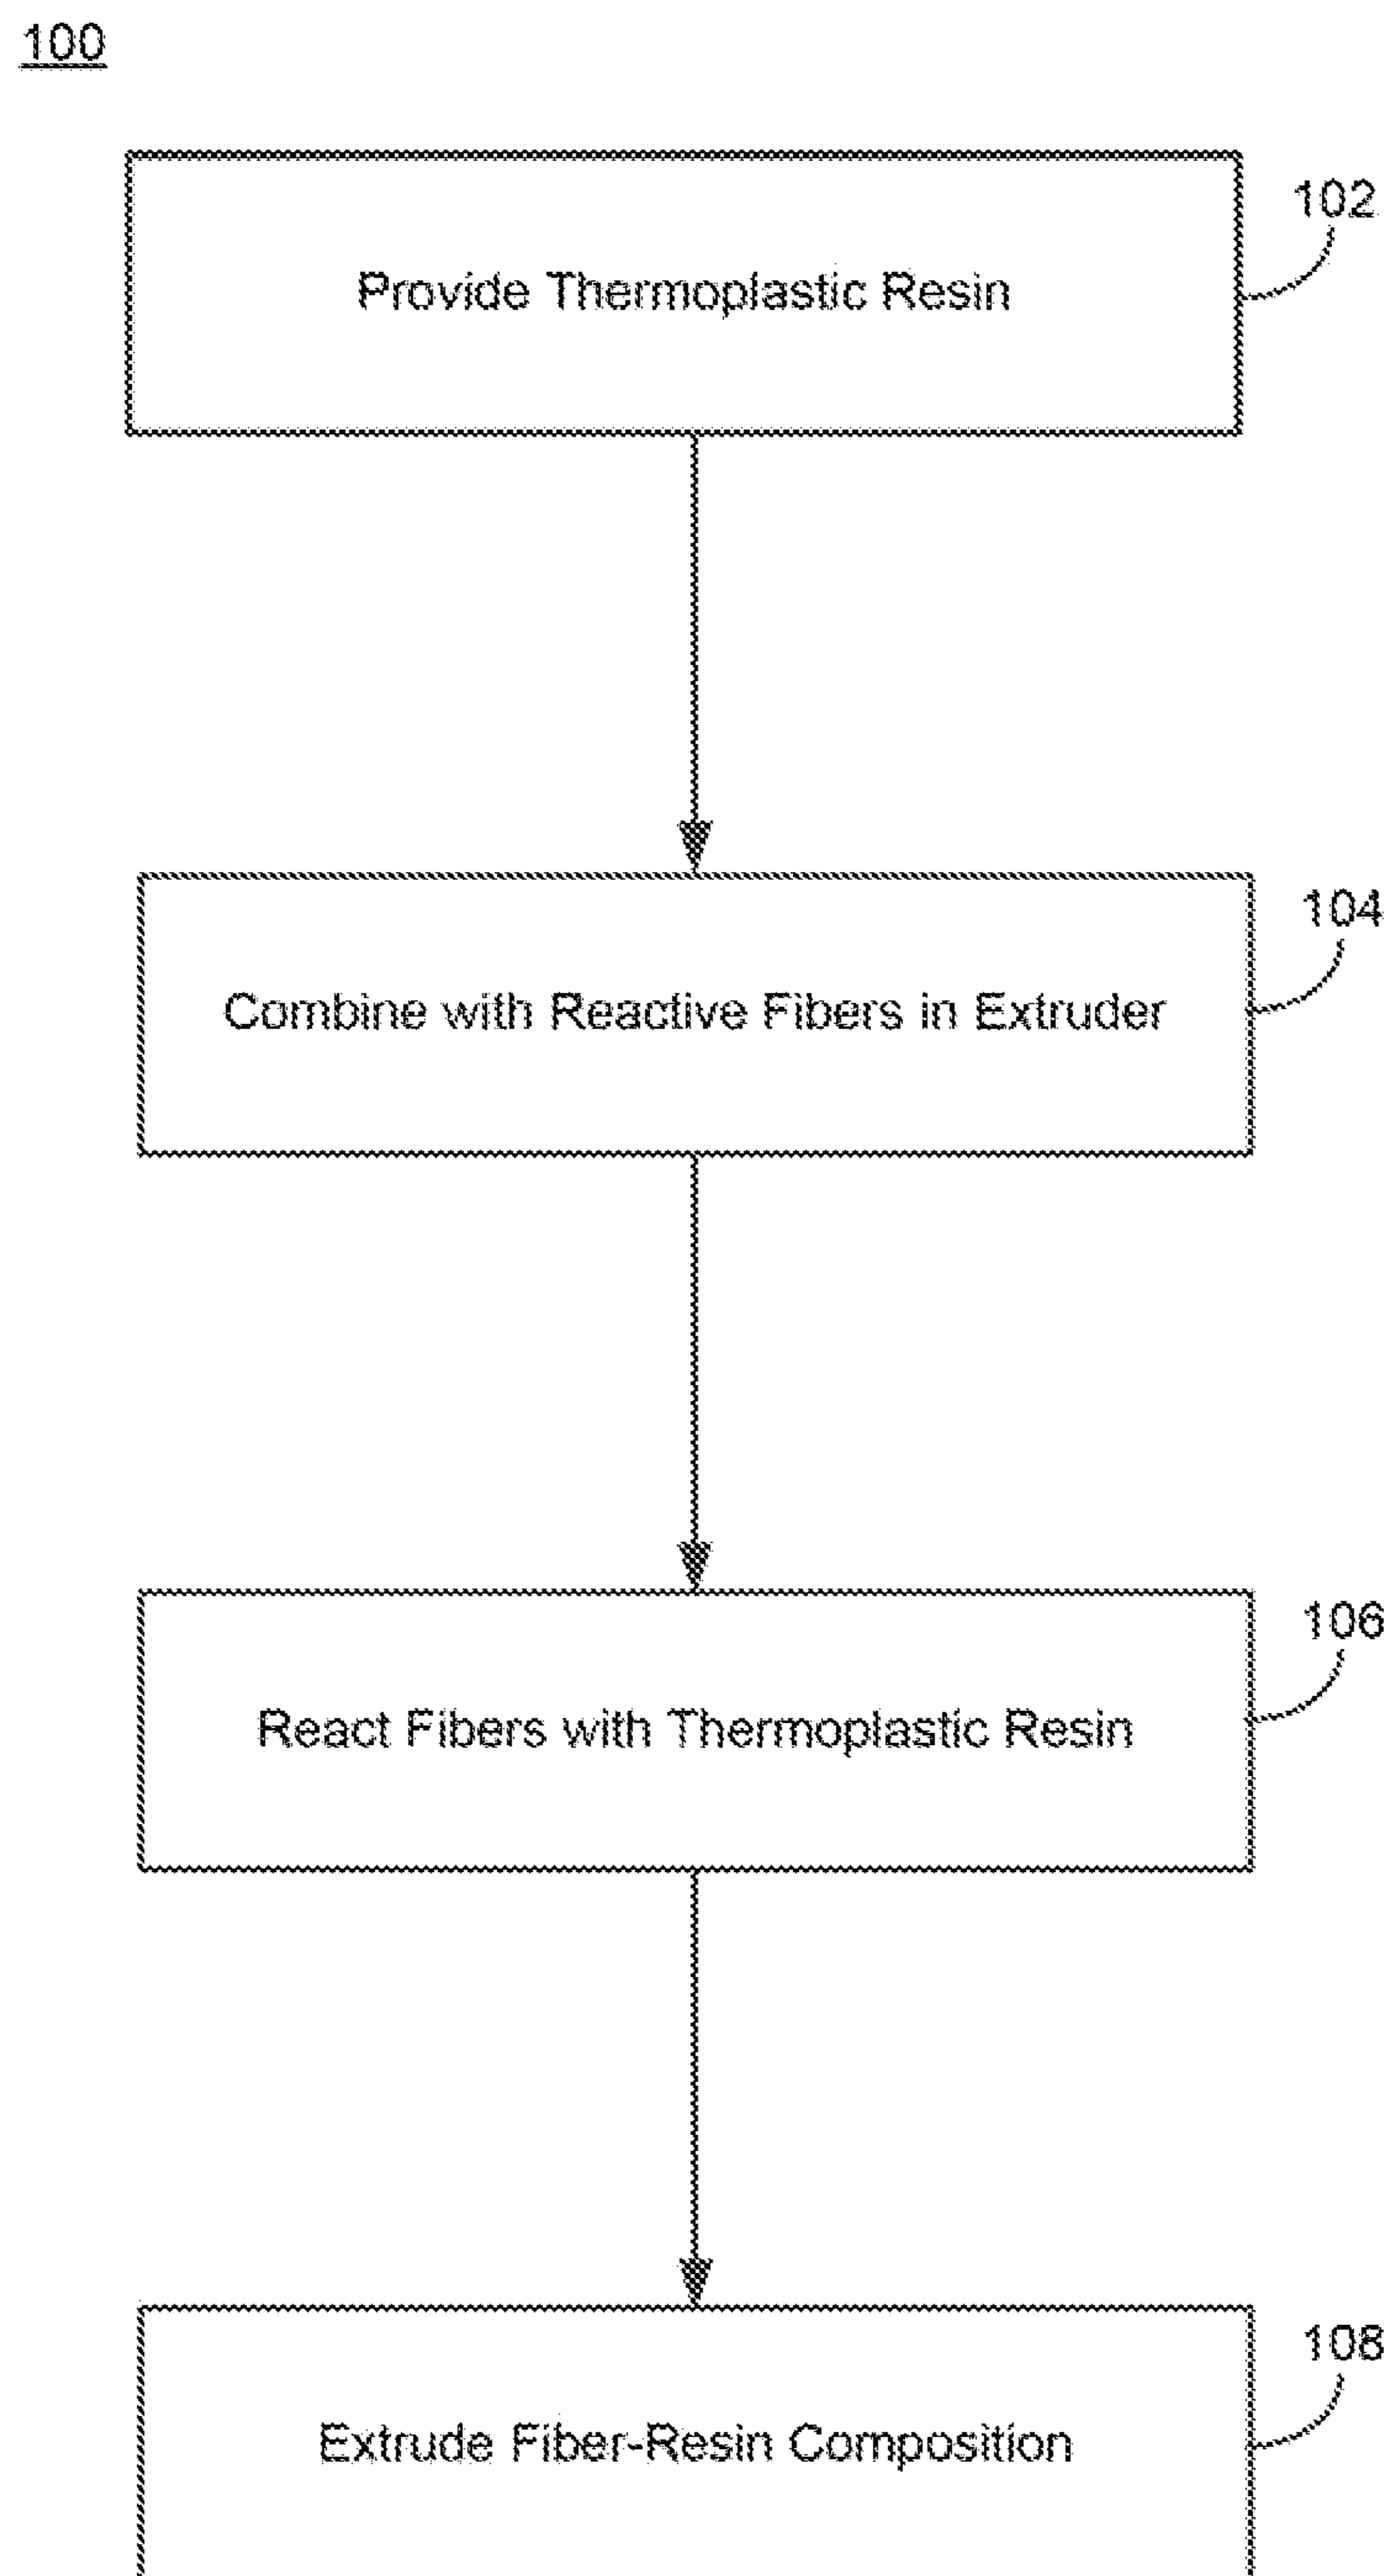 100
Provide Thermoplastic Resin
102
Combine with Reactive Fibers in Extruder
104
React Fibers with Thermoplastic Resin
106
Extrude Fiber-Resin Composition
108